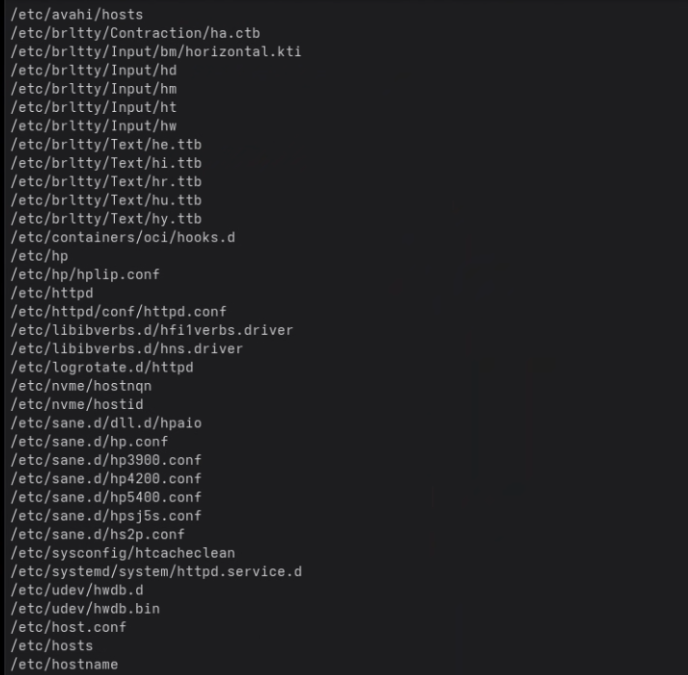 /etc/avahi/hosts
/etc/brltty/Contraction/ha.ctb
/etc/brltty/Input/bm/horizontal.kti
/etc/brltty/Input/hd
/etc/brltty/Input/hm
/etc/brltty/Input/ht
/etc/brltty/Input/hw
/etc/brltty/Text/he.ttb
/etc/brltty/Text/hi.ttb
/etc/brltty/Text/hr.ttb
/etc/brltty/Text/hu.ttb
/etc/brltty/Text/hy.ttb
/etc/containers/oci/hooks.d
/etc/hp
/etc/hp/hplip.conf
/etc/httpd
/etc/httpd/conf/httpd.conf
/etc/libibverbs.d/hfi1verbs.driver
/etc/libibverbs.d/hns.driver
/etc/logrotate.d/httpd
/etc/nvme/hostnqn
/etc/nvme/hostid
/etc/sane.d/dll.d/hpaio
/etc/sane.d/hp.conf
/etc/sane.d/hp3900.conf
/etc/sane.d/hp4200.conf
/etc/sane.d/hp5400.conf
/etc/sane.d/hpsj5s.conf
/etc/sane.d/hs2p.conf
/etc/sysconfig/htcacheclean
/etc/systemd/system/httpd.service.d
/etc/udev/hwdb.d
/etc/udev/hwdb.bin
/etc/host.conf
/etc/hosts
/etc/hostname